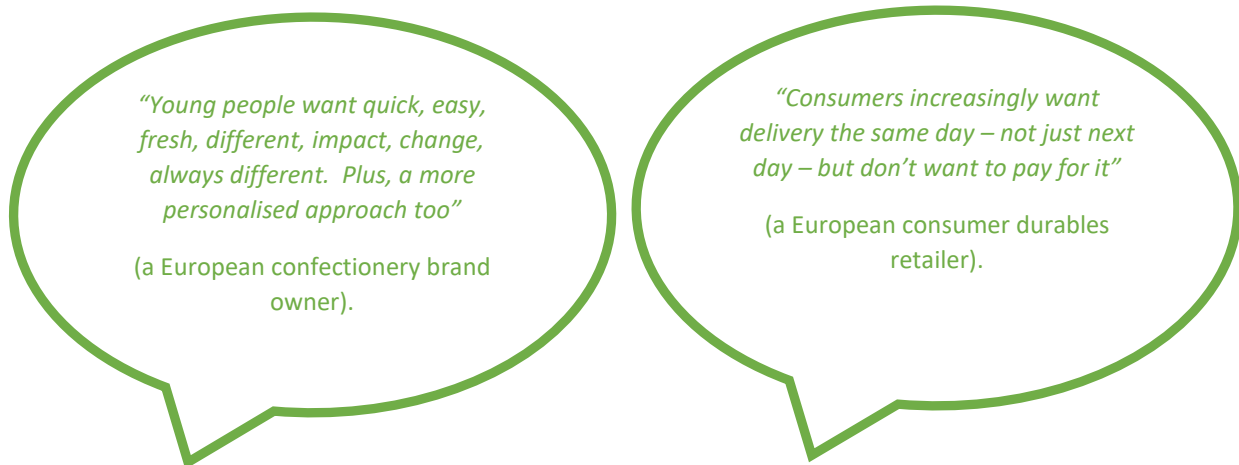 “Young people want quick, easy,
fresh, different, impact, change,
always different.  Plus, a more
personalised approach too”
(a European confectionery brand
owner).
“Consumers increasingly want
delivery the same day – not just next
day – but don’t want to pay for it”
(a European consumer durables
retailer).